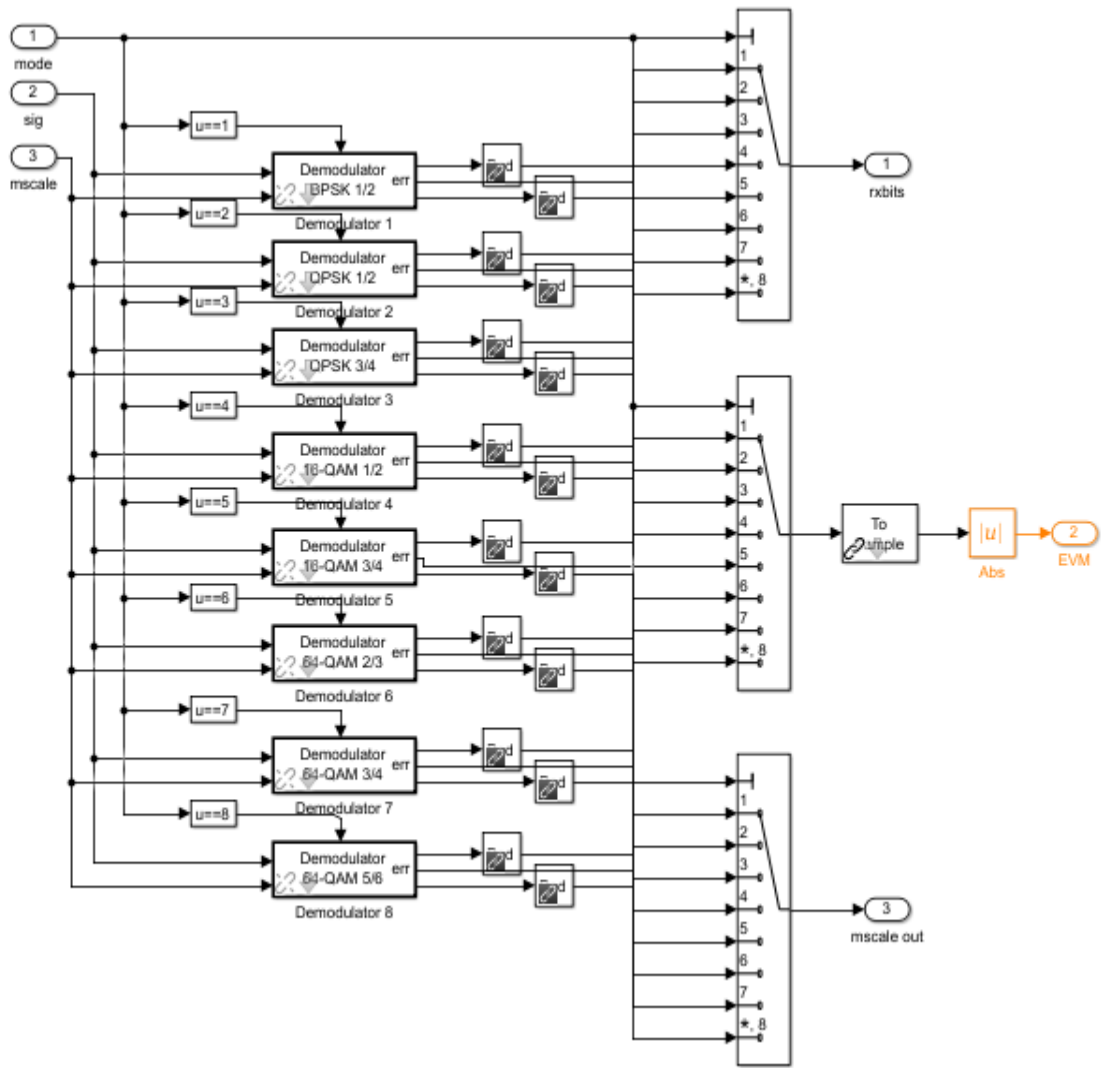 1
mode
2
sig
3
mscale
u==1
Demodulator
BPSK 1/2
err
Demodulator 1
u==2
Demodulator
QPSK 1/2
err
Demodulator 2
u==3
Demodulator
QPSK 3/4
err
Demodulator 3
u==4
Demodulator
16-QAM 1/2
err
Demodulator 4
u==5
Demodulator
16-QAM 3/4
err
Demodulator 5
u==6
Demodulator
64-QAM 2/3
err
Demodulator 6
u==7
Demodulator
64-QAM 3/4
err
Demodulator 7
u==8
Demodulator
64-QAM 5/6
err
Demodulator 8
1
2
3
4
5
6
7
*, 8
1
rxbits
1
2
3
4
5
6
7
*, 8
To
|u|
Abs
2
EVM
1
2
3
4
5
6
7
*, 8
3
mscale out